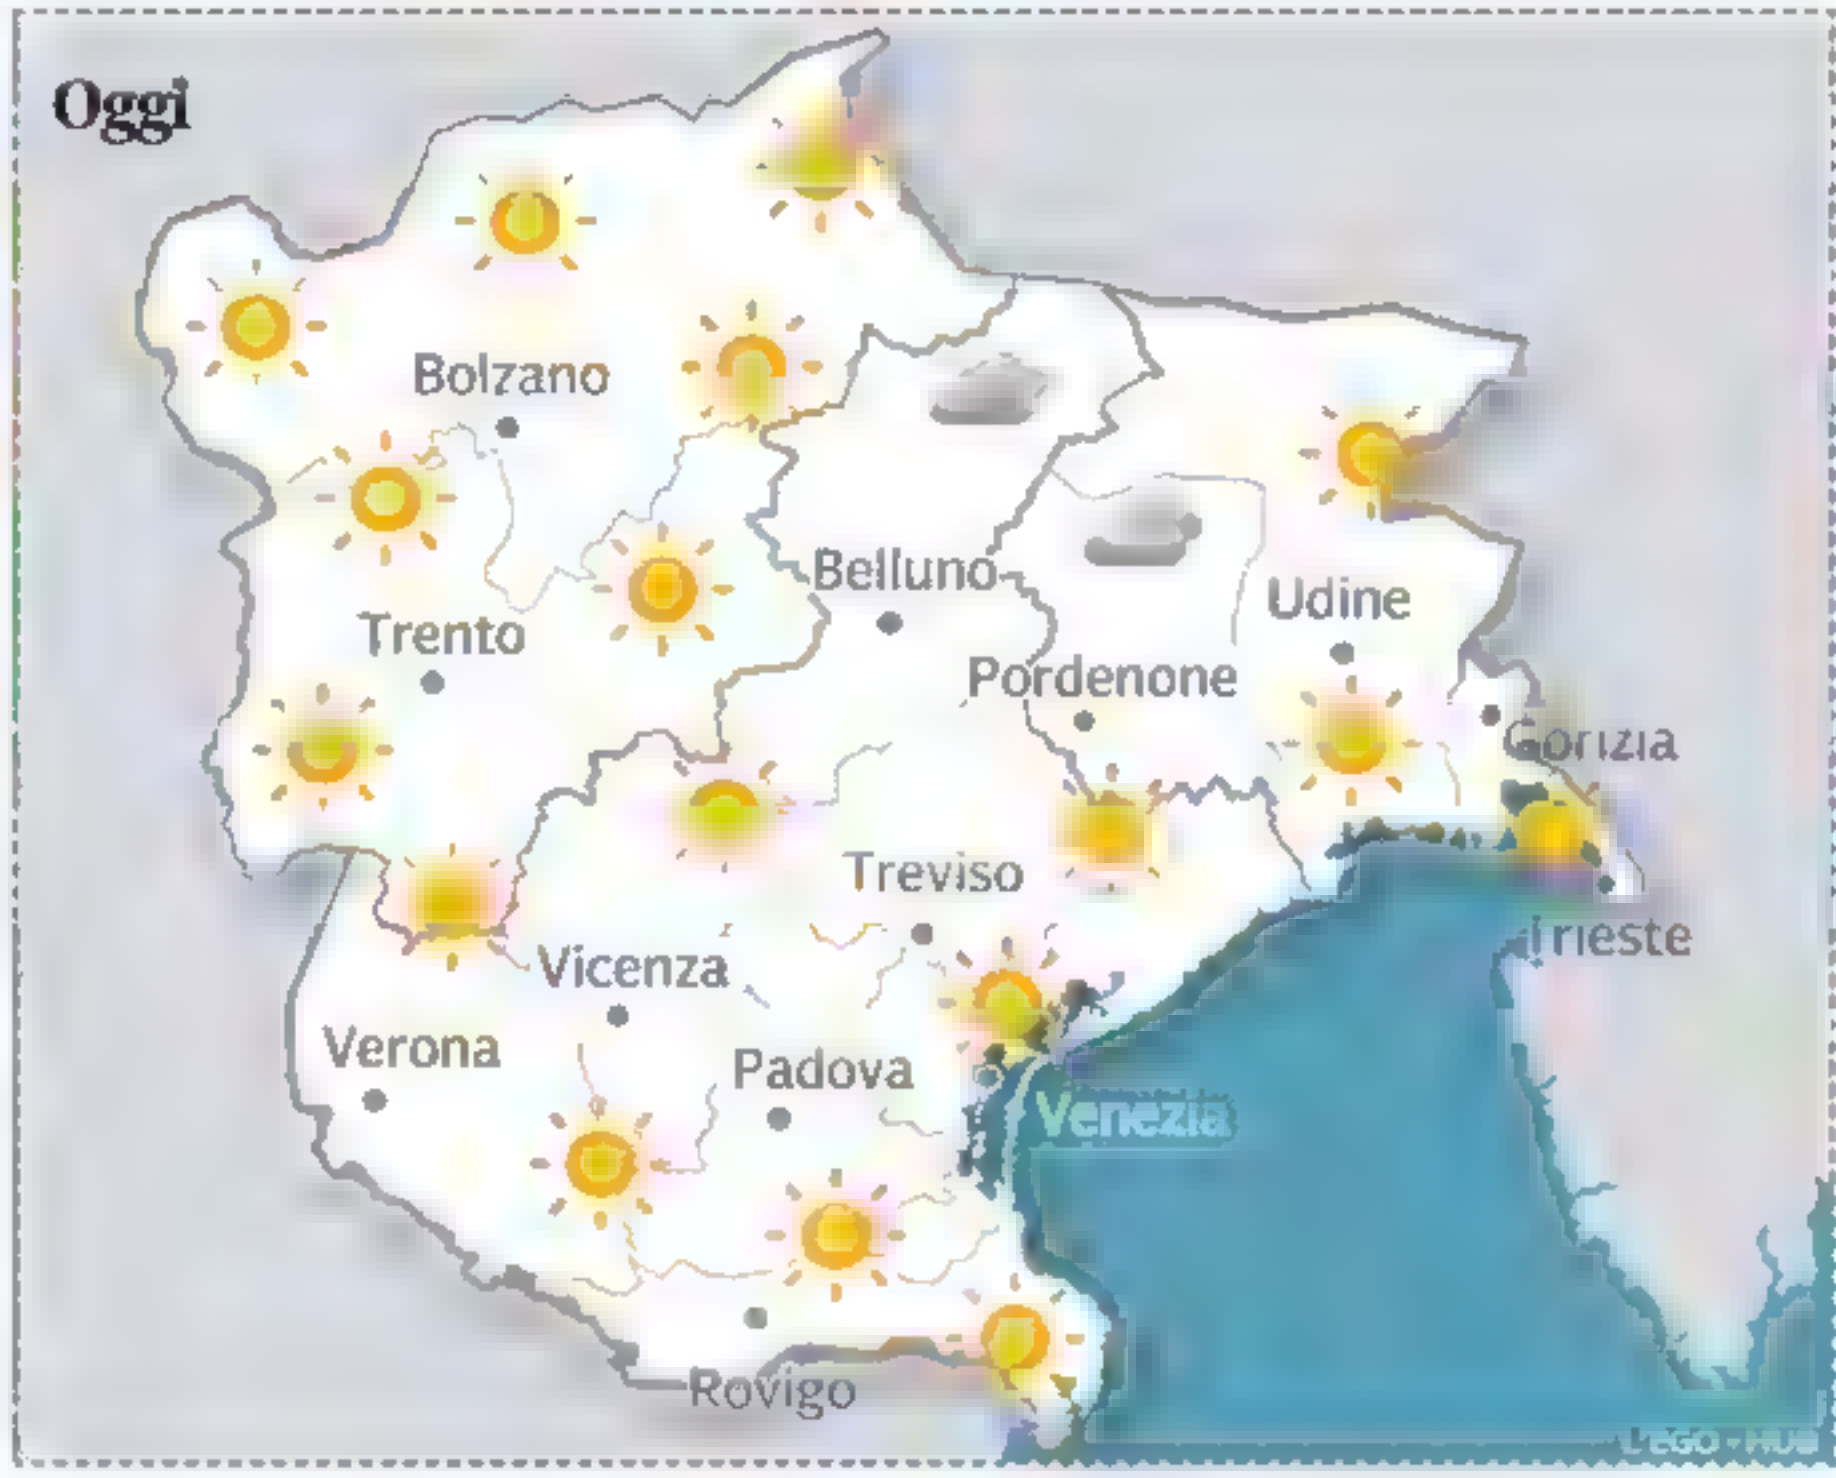 Oggi
Bolzano
Belluno
Udine
Trento
Pordenone
Gorizia
Treviso
Trieste
Vicenza
Verona
Padova
Venezia
Rovigo